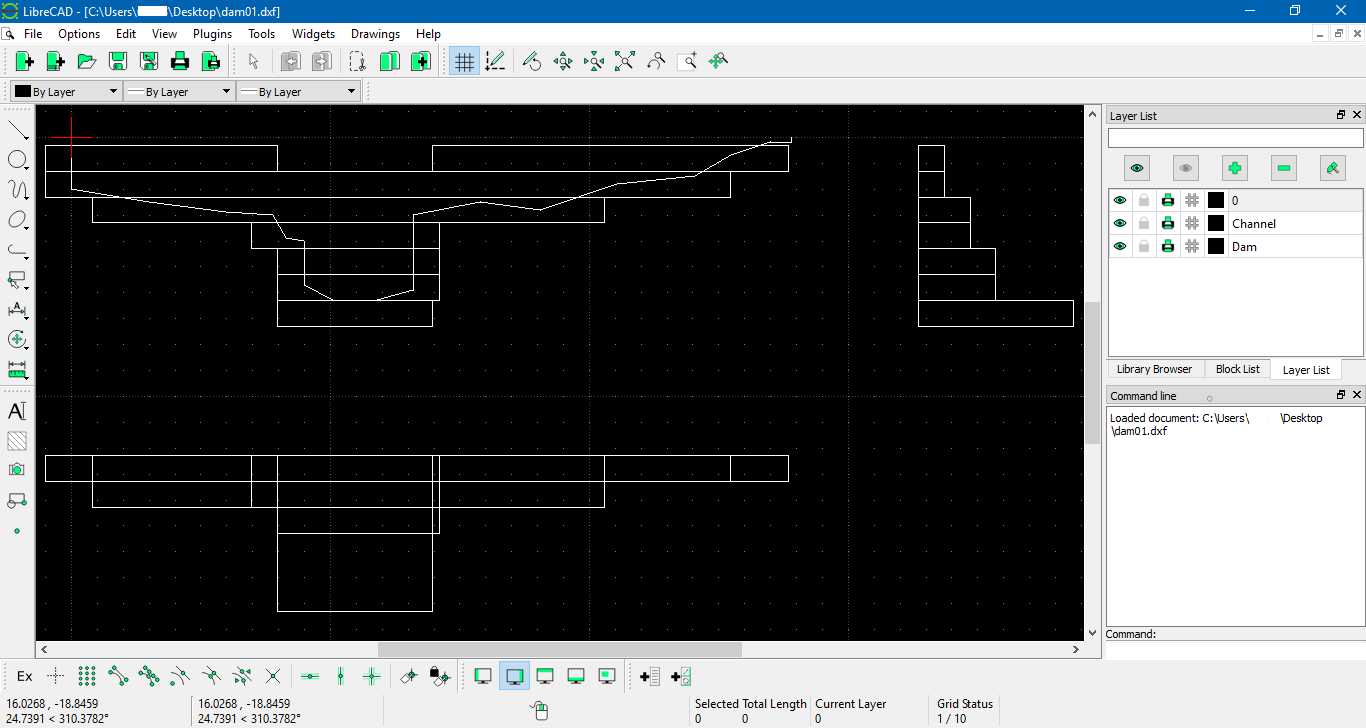 LibreCAD - [C:\Users\ \Desktop\dam01.dxf]
File Options Edit View Plugins Tools Widgets Drawings Help
By Layer By Layer By Layer
Layer List
0
Channel
Dam
Library Browser Block List Layer List
Command line
Loaded document: C:\Users\ \Desktop
\dam01.dxf
Command:
A
AI
Ex
16.0268 , -18.8459 16.0268 , -18.8459 Selected Total Length Current Layer Grid Status
24.7391 < 310.3782° 24.7391 < 310.3782° 0 0 0 1 / 10